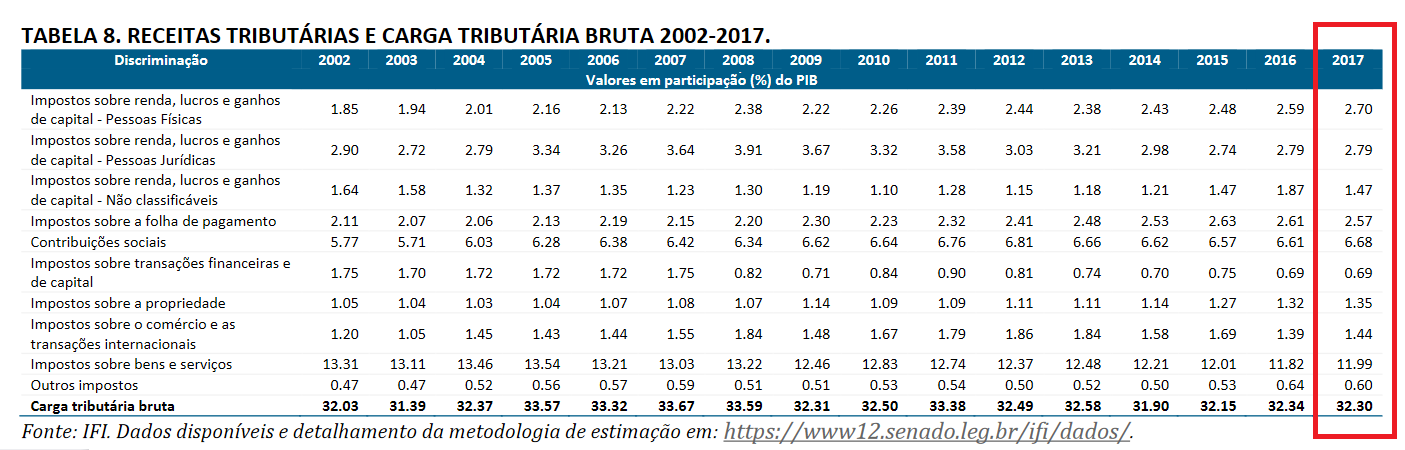 TABELA 8. RECEITAS TRIBUTÁRIAS E CARGA TRIBUTÁRIA BRUTA 2002-2017.
Discriminação 2002 2003 2004 2005 2006 2007 2008 2009 2010 2011 2012 2013 2014 2015 2016 2017
Valores em participação (%) do PIB
Impostos sobre renda, lucros e ganhos
de capital - Pessoas Físicas 1.85 1.94 2.01 2.16 2.13 2.22 2.38 2.22 2.26 2.39 2.44 2.38 2.43 2.48 2.59 2.70
Impostos sobre renda, lucros e ganhos
de capital - Pessoas Jurídicas 2.90 2.72 2.79 3.34 3.26 3.64 3.91 3.67 3.32 3.58 3.03 3.21 2.98 2.74 2.79 2.79
Impostos sobre renda, lucros e ganhos
de capital - Não classificáveis 1.64 1.58 1.32 1.37 1.35 1.23 1.30 1.19 1.10 1.28 1.15 1.18 1.21 1.47 1.87 1.47
Impostos sobre a folha de pagamento 2.11 2.07 2.06 2.13 2.19 2.15 2.20 2.30 2.23 2.32 2.41 2.48 2.53 2.63 2.61 2.57
Contribuições sociais 5.77 5.71 6.03 6.28 6.38 6.42 6.34 6.62 6.64 6.76 6.81 6.66 6.62 6.57 6.61 6.68
Impostos sobre transações financeiras e
de capital 1.75 1.70 1.72 1.72 1.72 1.75 0.82 0.71 0.84 0.90 0.81 0.74 0.70 0.75 0.69 0.69
Impostos sobre a propriedade 1.05 1.04 1.03 1.04 1.07 1.08 1.07 1.14 1.09 1.09 1.11 1.11 1.14 1.27 1.32 1.35
Impostos sobre o comércio e as
transações internacionais 1.20 1.05 1.45 1.43 1.44 1.55 1.84 1.48 1.67 1.79 1.86 1.84 1.58 1.69 1.39 1.44
Impostos sobre bens e serviços 13.31 13.11 13.46 13.54 13.21 13.03 13.22 12.46 12.83 12.74 12.37 12.48 12.21 12.01 11.82 11.99
Outros impostos 0.47 0.47 0.52 0.56 0.57 0.59 0.51 0.51 0.53 0.54 0.50 0.52 0.50 0.53 0.64 0.60
Carga tributária bruta 32.03 31.39 32.37 33.57 33.32 33.67 33.59 32.31 32.50 33.38 32.49 32.58 31.90 32.15 32.34 32.30
Fonte: IFI. Dados disponíveis e detalhamento da metodologia de estimação em: https://www12.senado.leg.br/ifi/dados/.